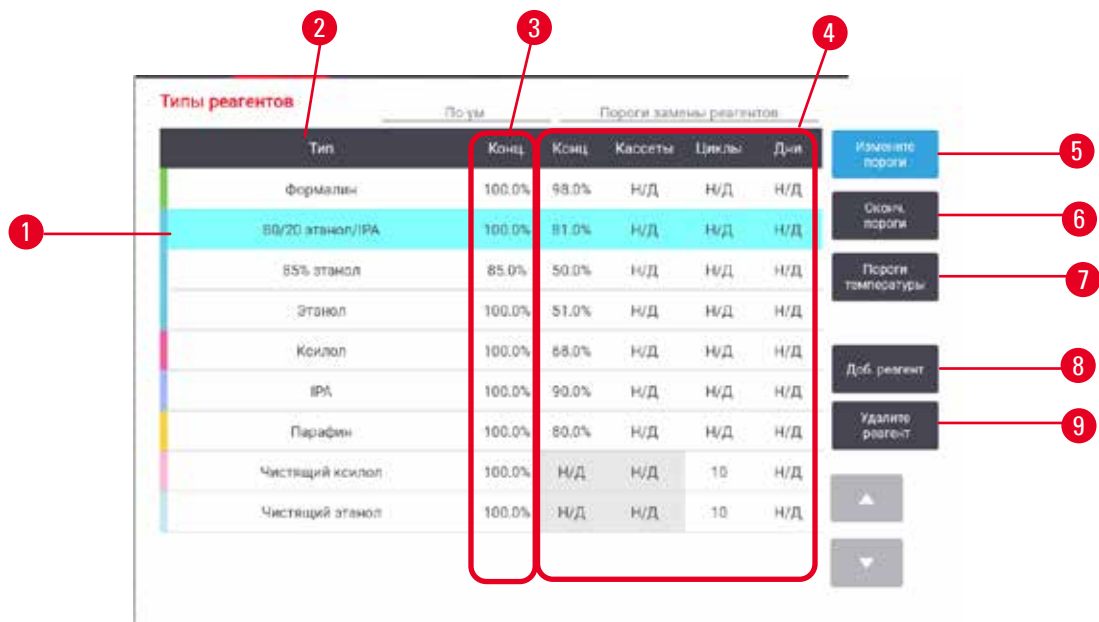 2 3 4
Типы реагентов
По ум Пороги замены реагентов
Тип Конц Конц Кассеты Циклы Дни
Измените пороги 5
Формалин 100.0% 98.0% Н/Д Н/Д Н/Д
Оконч. пороги 6
1 80/20 этанол/IPA 100.0% 81.0% Н/Д Н/Д Н/Д
85% этанол 85.0% 50.0% Н/Д Н/Д Н/Д
Пороги температуры 7
Этанол 100.0% 51.0% Н/Д Н/Д Н/Д
Ксилол 100.0% 68.0% Н/Д Н/Д Н/Д
Доб. реагент 8
IPA 100.0% 90.0% Н/Д Н/Д Н/Д
Удалите реагент 9
Парафин 100.0% 80.0% Н/Д Н/Д Н/Д
Чистящий ксилол 100.0% Н/Д Н/Д 10 Н/Д
Чистящий этанол 100.0% Н/Д Н/Д 10 Н/Д